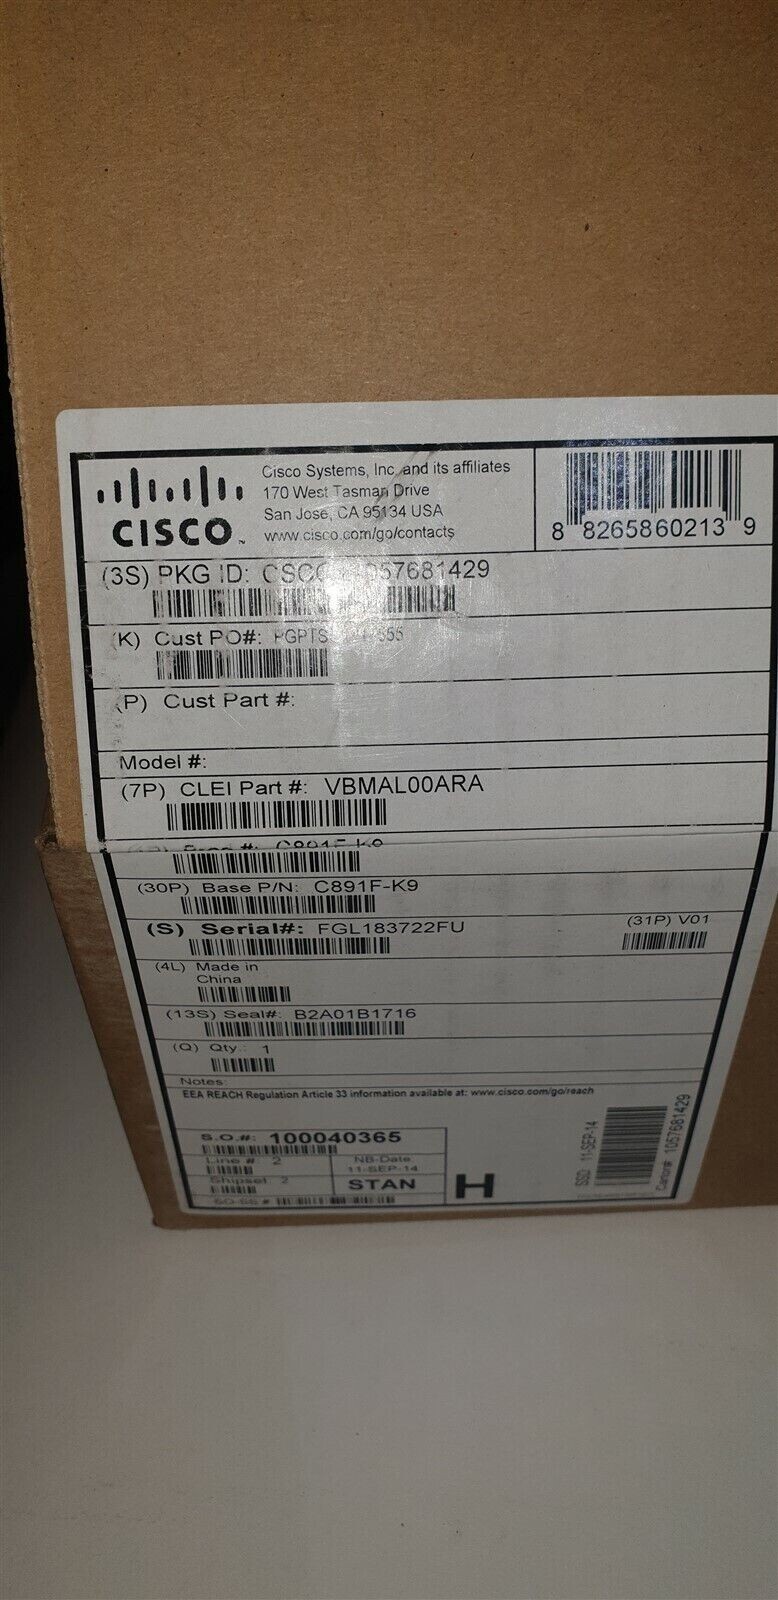 CISCO
Cisco Systems, Inc and its affiliates
170 West Tasman Drive
San Jose, CA 95134 USA
www.cisco.com/go/contacts
8 8265860213 9
(3S) PKG ID: 057681429
(K) Cust PO#:
(P) Cust Part #:
Model #:
(7P) CLEI Part #: VBMAL00ARA
C891F-K9
(30P) Base P/N: C891F-K9
(S) Serial#: FGL183722FU
(31P) V01
(4L) Made in
China
(13S) Seal#: B2A01B1716
(Q) Qty.: 1
Notes:
EEA REACH Regulation Article 33 information available at: www.cisco.com/go/reach
S.O.#: 100040365
Line #: 2
NB-Date
11-SEP-14
Shipset 2
STAN
H
SSD: 11-SEP-14
Carton# 1057681429